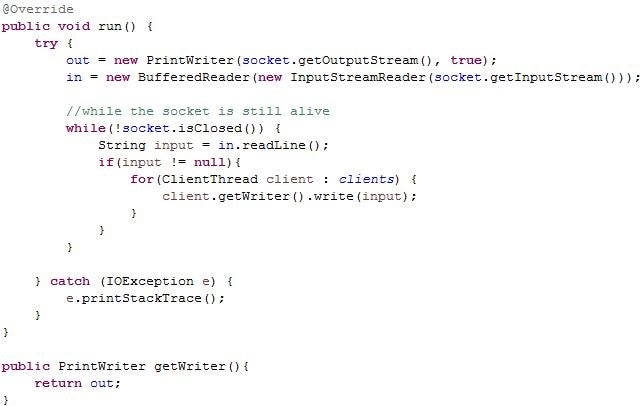 @Override
public void run() {
    try {
        out = new PrintWriter(socket.getOutputStream(), true);
        in = new BufferedReader(new InputStreamReader(socket.getInputStream()));

        //while the socket is still alive
        while(!socket.isClosed()) {
            String input = in.readLine();
            if(input != null){
                for(ClientThread client : clients) {
                    client.getWriter().write(input);
                }
            }
        }

    } catch (IOException e) {
        e.printStackTrace();
    }
}

public PrintWriter getWriter(){
    return out;
}